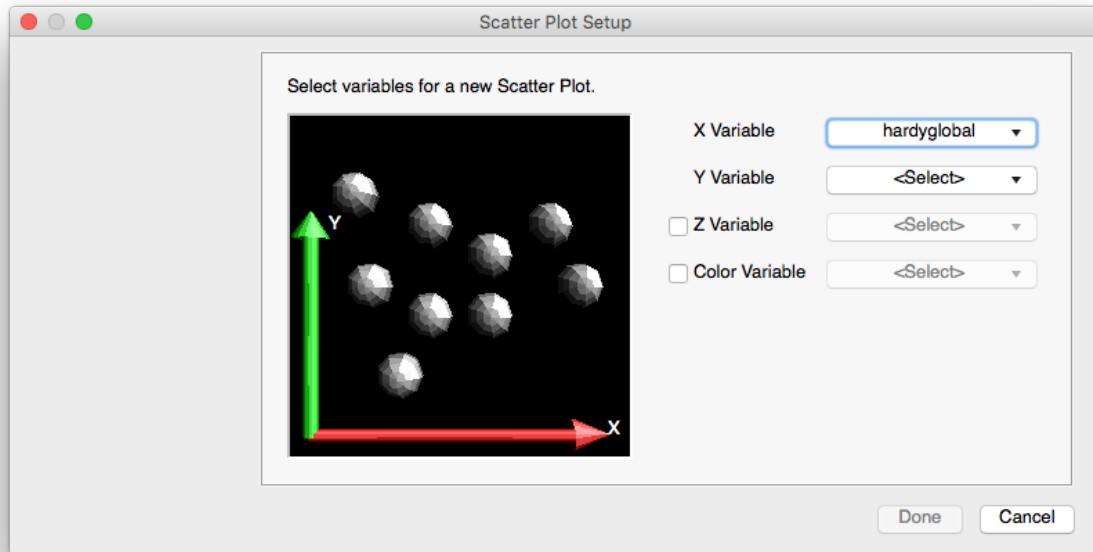 Scatter Plot Setup
Select variables for a new Scatter Plot.
X Variable hardyglobal
Y Variable <Select>
Z Variable <Select>
Color Variable <Select>
Y
X
Done Cancel